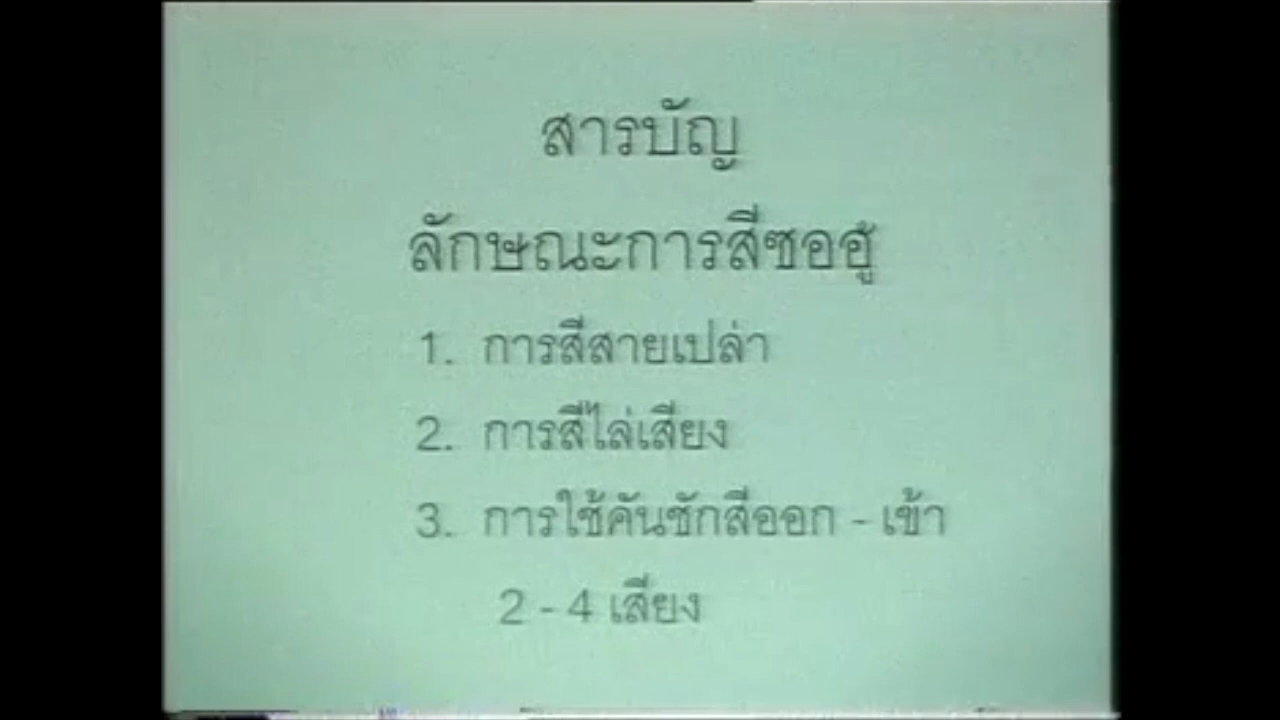 สารบัญ
ลักษณะการสีซออู้
1. การสีสายเปล่า
2. การสีไล่เสียง
3. การใช้คันชักสีออก - เข้า
2 - 4 เสียง